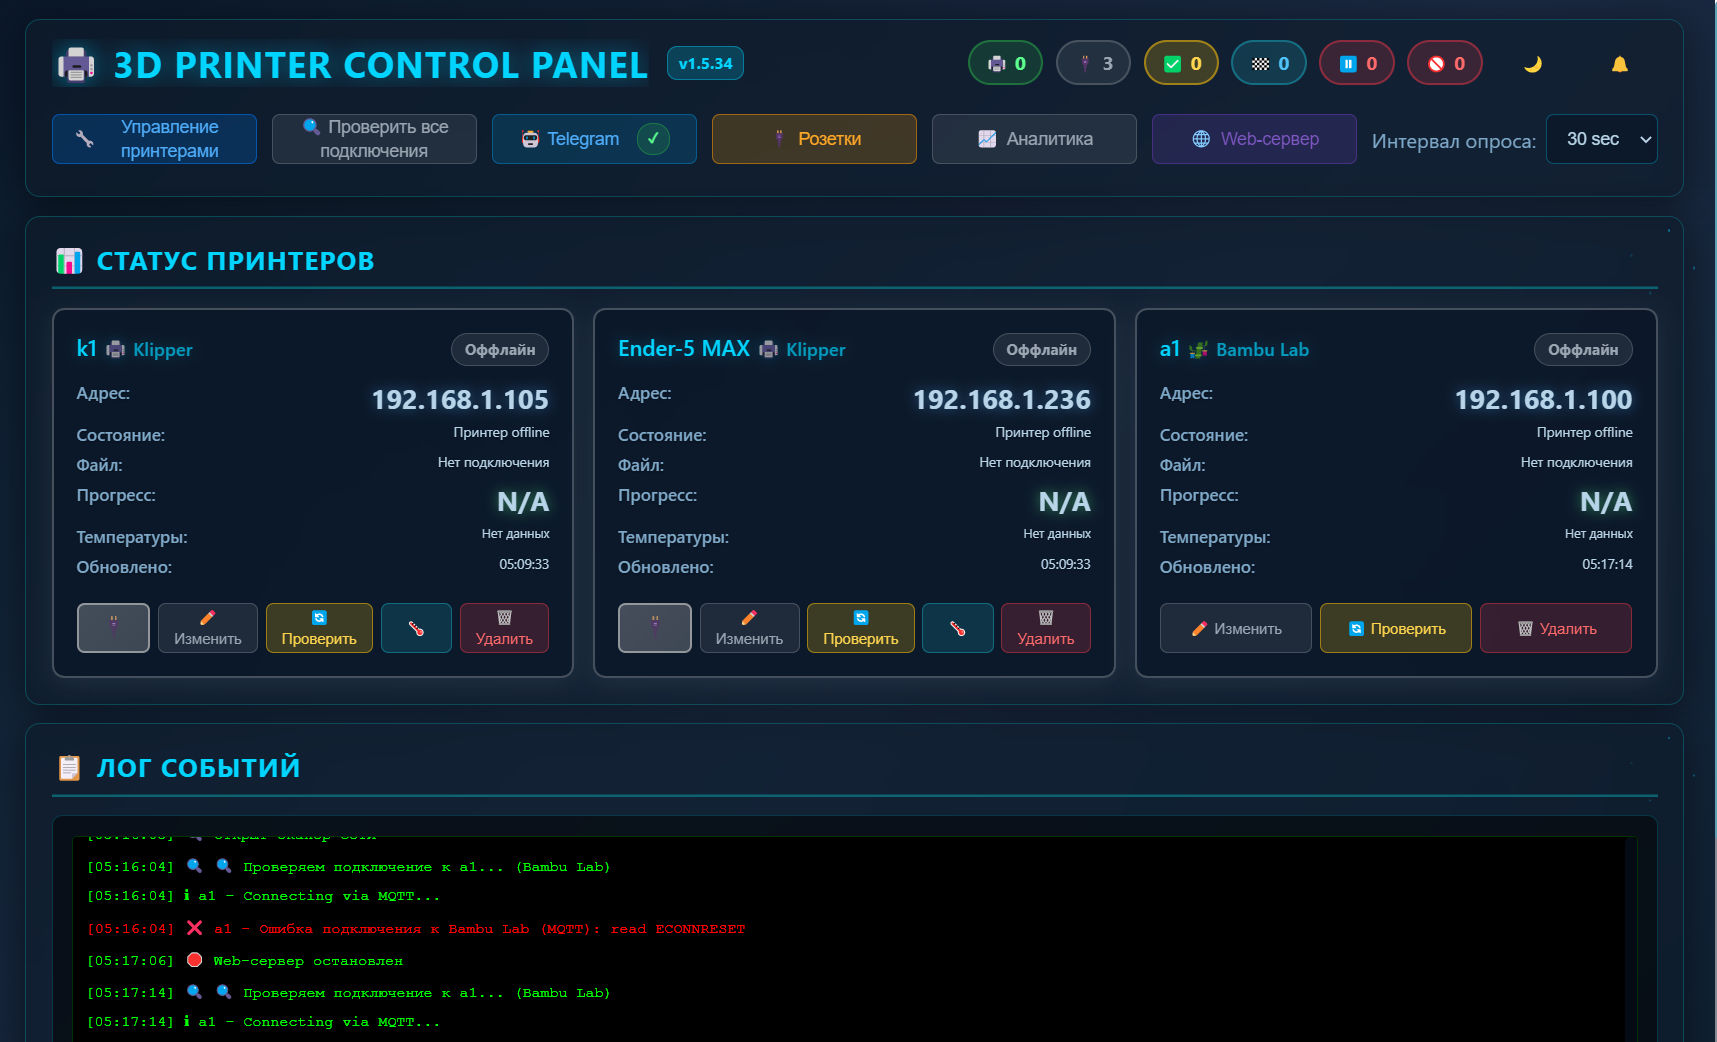 3D PRINTER CONTROL PANEL v1.5.34 0 3 0 0 0 0
Управление принтерами
Проверить все подключения
Telegram ✓
Розетки
Аналитика
Web-сервер
Интервал опроса: 30 sec
СТАТУС ПРИНТЕРОВ
k1 Klipper Оффлайн
Адрес: 192.168.1.105
Состояние: Принтер offline
Файл: Нет подключения
Прогресс: N/A
Температуры: Нет данных
Обновлено: 05:09:33
Изменить Проверить Удалить
Ender-5 MAX Klipper Оффлайн
Адрес: 192.168.1.236
Состояние: Принтер offline
Файл: Нет подключения
Прогресс: N/A
Температуры: Нет данных
Обновлено: 05:09:33
Изменить Проверить Удалить
a1 Bambu Lab Оффлайн
Адрес: 192.168.1.100
Состояние: Принтер offline
Файл: Нет подключения
Прогресс: N/A
Температуры: Нет данных
Обновлено: 05:17:14
Изменить Проверить Удалить
ЛОГ СОБЫТИЙ
[05:16:04] Проверяем подключение к a1... (Bambu Lab)
[05:16:04] ℹ a1 - Connecting via MQTT...
[05:16:04] ❌ a1 - Ошибка подключения к Bambu Lab (MQTT): read ECONNRESET
[05:17:06] Web-сервер остановлен
[05:17:14] Проверяем подключение к a1... (Bambu Lab)
[05:17:14] ℹ a1 - Connecting via MQTT...